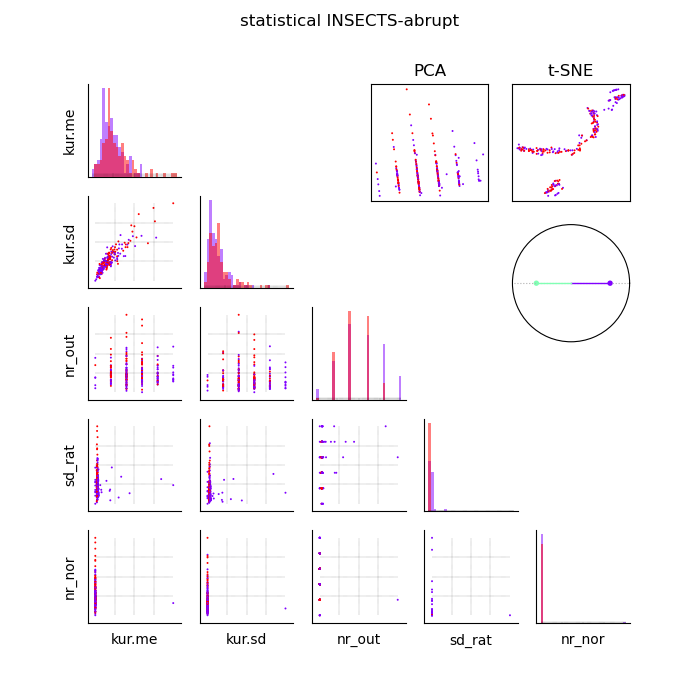 statistical INSECTS-abrupt
PCA
t-SNE
kur.me
kur.sd
nr_out
sd_rat
nr_nor
kur.me
kur.sd
nr_out
sd_rat
nr_nor